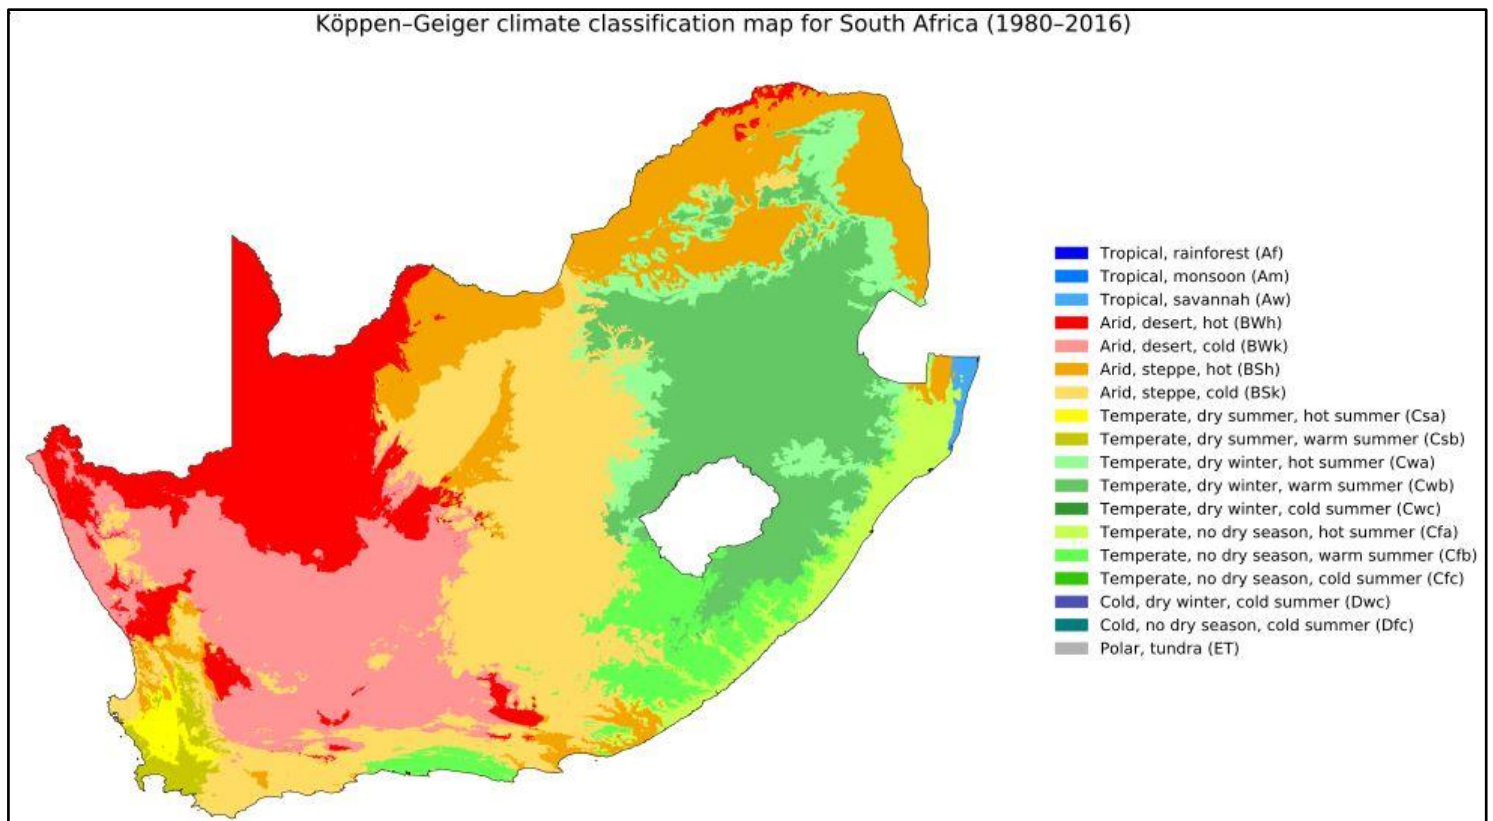 Köppen–Geiger climate classification map for South Africa (1980–2016)
Tropical, rainforest (Af)
Tropical, monsoon (Am)
Tropical, savannah (Aw)
Arid, desert, hot (BWh)
Arid, desert, cold (BWk)
Arid, steppe, hot (BSh)
Arid, steppe, cold (BSk)
Temperate, dry summer, hot summer (Csa)
Temperate, dry summer, warm summer (Csb)
Temperate, dry winter, hot summer (Cwa)
Temperate, dry winter, warm summer (Cwb)
Temperate, dry winter, cold summer (Cwc)
Temperate, no dry season, hot summer (Cfa)
Temperate, no dry season, warm summer (Cfb)
Temperate, no dry season, cold summer (Cfc)
Cold, dry winter, cold summer (Dwc)
Cold, no dry season, cold summer (Dfc)
Polar, tundra (ET)